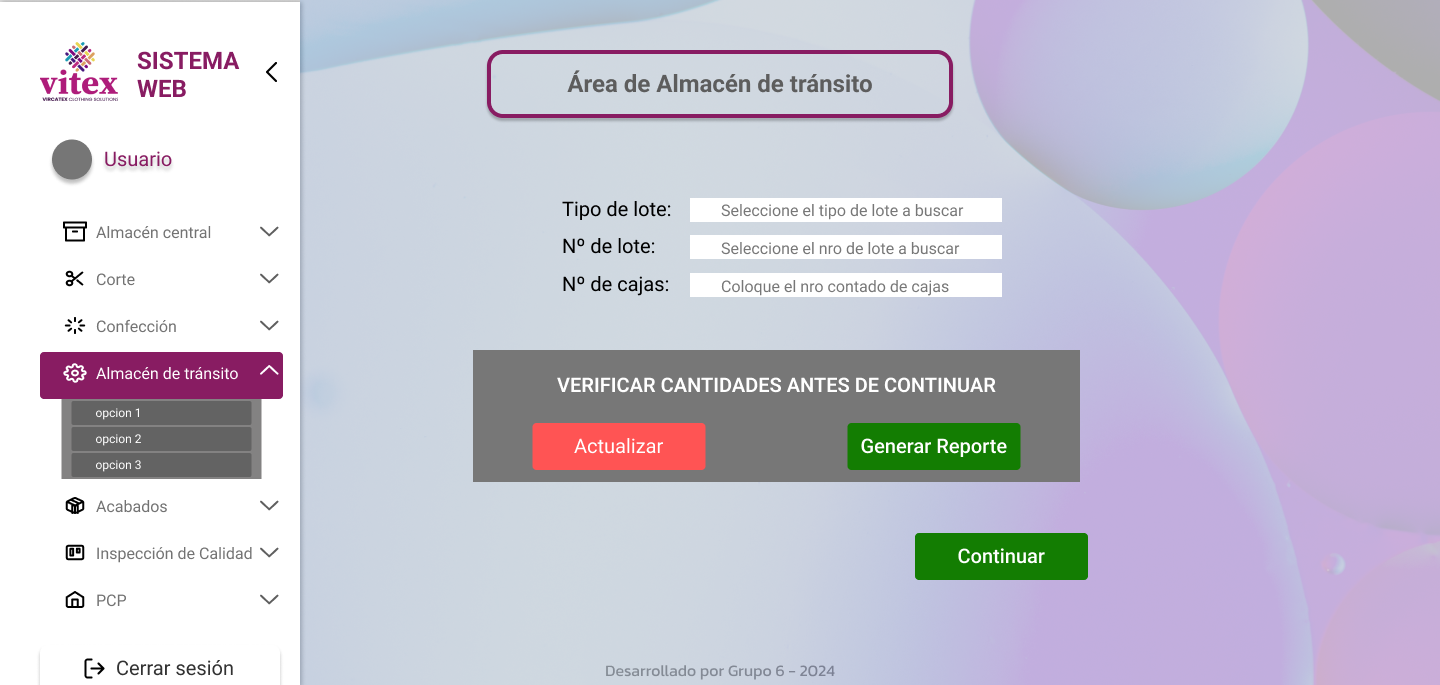 vitex
VIRCATEX CLOTHING SOLUTIONS
SISTEMA
WEB
Usuario
Almacén central
Corte
Confección
Almacén de tránsito
opcion 1
opcion 2
opcion 3
Acabados
Inspección de Calidad
PCP
Cerrar sesión
Área de Almacén de tránsito
Tipo de lote: Seleccione el tipo de lote a buscar
Nº de lote: Seleccione el nro de lote a buscar
Nº de cajas: Coloque el nro contado de cajas
VERIFICAR CANTIDADES ANTES DE CONTINUAR
Actualizar Generar Reporte
Continuar
Desarrollado por Grupo 6 - 2024